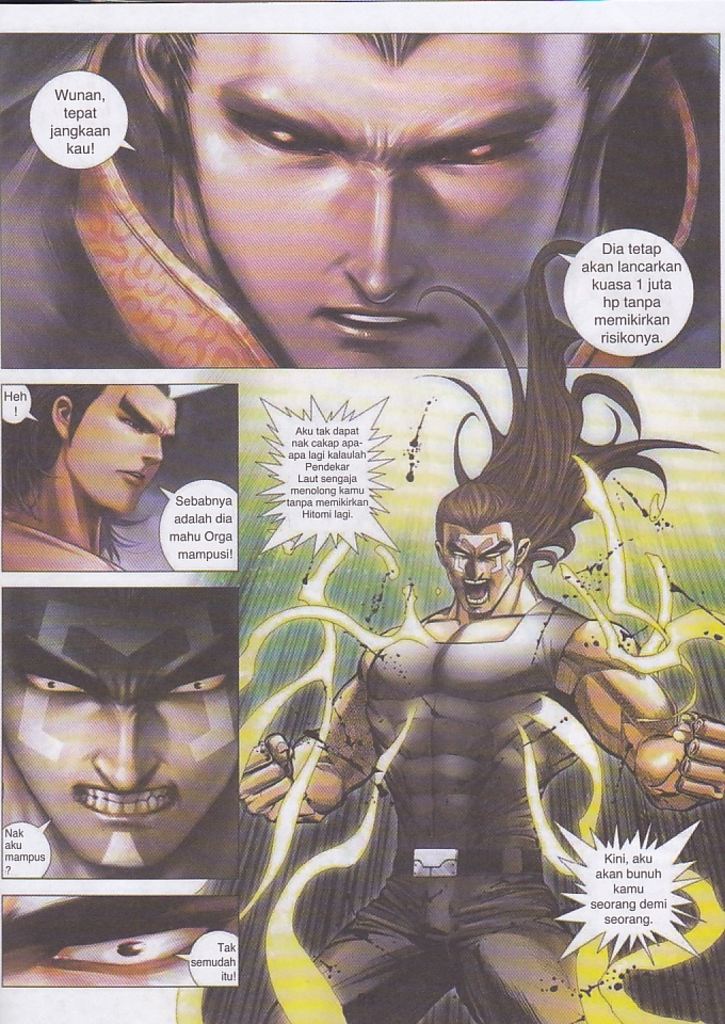 Wunan,
tepat
jangkaan
kau!
Dia tetap
akan lancarkan
kuasa 1 juta
hp tanpa
memikirkan
risikonya.
Heh
!
Sebabnya
adalah dia
mahu Orga
mampusi!
Aku tak dapat
nak cakap apa-
apa lagi kalaulah
Pendekar
Laut sengaja
menolong kamu
tanpa memikirkan
Hitomi lagi.
Nak
aku
mampus
?
Tak
semudah
itu!
Kini, aku
akan bunuh
kamu
seorang demi
seorang.